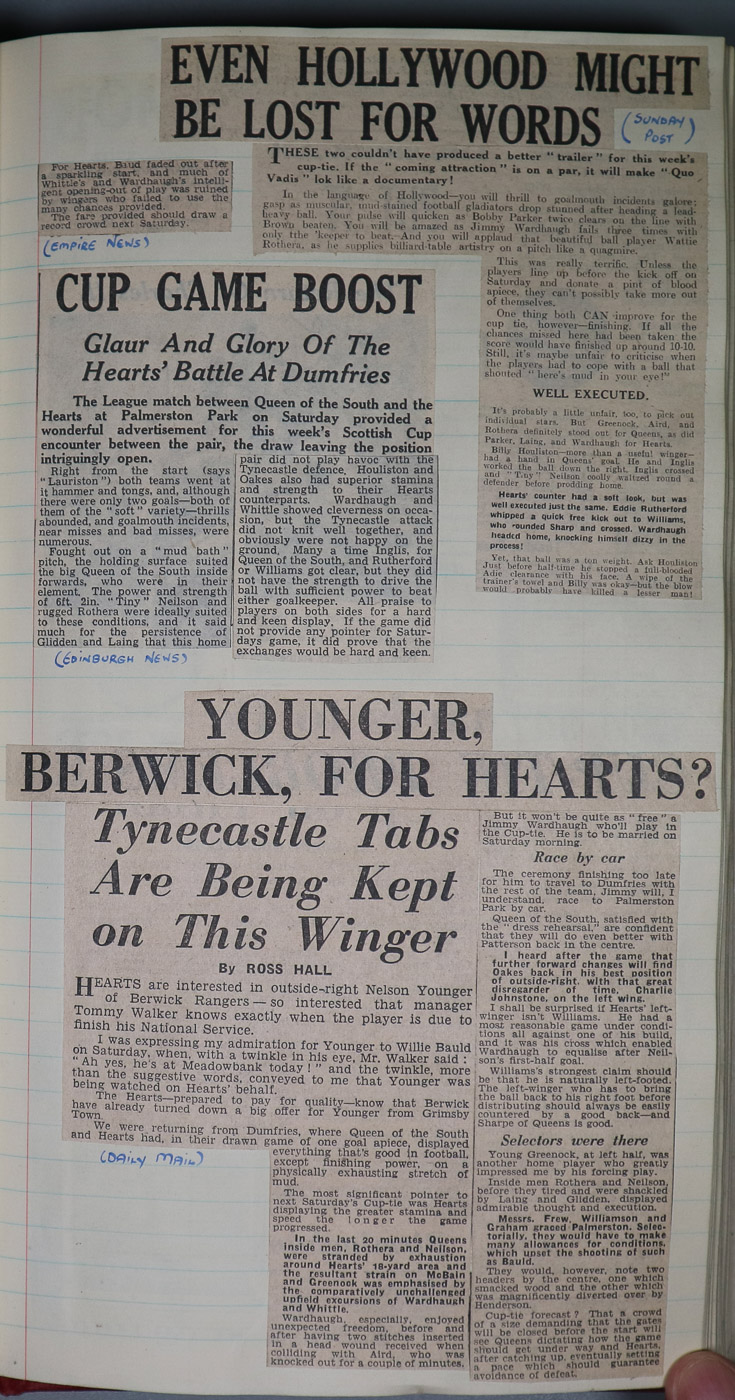 EVEN HOLLYWOOD MIGHT
BE LOST FOR WORDS
(SUNDAY
POST)
For Hearts, Baud faded out after
a sparkling start, and much of
Whittle's and Wardhaugh's intelli-
gent opening-out of play was ruined
by wingers who failed to use the
many chances provided.
The fare provided should draw a
record crowd next Saturday.
(EMPIRE NEWS)
THESE two couldn't have produced a better "trailer" for this week's
cup-tie. If the "coming attraction" is on a par, it will make "Quo
Vadis" lok like a documentary!
In the language of Hollywood—you will thrill to goalmouth incidents galore;
gasp as muscular, mud-stained football gladiators drop stunned after heading a lead-
heavy ball. Your pulse will quicken as Bobby Parker twice clears on the line with
Brown beaten. You will be amazed as Jimmy Wardhaugh fails three times with
only the 'keeper to beat. And you will applaud that beautiful ball player Wattie
Rothera, as he supplies billiard-table artistry on a pitch like a quagmire.
This was really terrific. Unless the
players line up before the kick off on
Saturday and donate a pint of blood
apiece, they can't possibly take more out
of themselves.
One thing both CAN improve for the
cup tie, however—finishing. If all the
chances missed here had been taken the
score would have finished up around 10-10.
Still, it's maybe unfair to criticise when
the players had to cope with a ball that
shouted "here's mud in your eye!"
WELL EXECUTED.
It's probably a little unfair, too, to pick out
individual stars. But Greenock, Aird, and
Rothera definitely stood out for Queens, as did
Parker, Laing, and Wardhaugh for Hearts.
Billy Houliston—more than a useful winger—
had a hand in Queens' goal. He and Inglis
worked the ball down the right. Inglis crossed
and "Tiny" Neilson coolly waltzed round a
defender before prodding home.
Hearts' counter had a soft look, but was
well executed just the same. Eddie Rutherford
whipped a quick free kick out to Williams,
who rounded Sharp and crossed. Wardhaugh
headed home, knocking himself dizzy in the
process!
Yet, that ball was a ton weight. Ask Houliston
Just before half-time he stopped a full-blooded
Adie clearance with his face. A wipe of the
trainer's towel and Billy was okay—but the blow
would probably have killed a lesser man!
CUP GAME BOOST
Glaur And Glory Of The
Hearts' Battle At Dumfries
The League match between Queen of the South and the
Hearts at Palmerston Park on Saturday provided a
wonderful advertisement for this week's Scottish Cup
encounter between the pair, the draw leaving the position
intriguingly open.
Right from the start (says
"Lauriston") both teams went at
it hammer and tongs, and, although
there were only two goals—both of
them of the "soft" variety—thrills
abounded, and goalmouth incidents,
near misses and bad misses, were
numerous.
Fought out on a "mud bath"
pitch, the holding surface suited
the big Queen of the South inside
forwards, who were in their
element. The power and strength
of 6ft. 2in. "Tiny" Neilson and
rugged Rothera were ideally suited
to these conditions, and it said
much for the persistence of
Glidden and Laing that this home
pair did not play havoc with the
Tynecastle defence. Houliston and
Oakes also had superior stamina
and strength to their Hearts
counterparts. Wardhaugh and
Whittle showed cleverness on occa-
sion, but the Tynecastle attack
did not knit well together, and
obviously were not happy on the
ground. Many a time Inglis, for
Queen of the South, and Rutherford
or Williams got clear, but they did
not have the strength to drive the
ball with sufficient power to beat
either goalkeeper. All praise to
players on both sides for a hard
and keen display. If the game did
not provide any pointer for Satur-
days game, it did prove that the
exchanges would be hard and keen.
(EDINBURGH NEWS)
YOUNGER,
BERWICK, FOR HEARTS?
Tynecastle Tabs
Are Being Kept
on This Winger
By ROSS HALL
HEARTS are interested in outside-right Nelson Younger
of Berwick Rangers—so interested that manager
Tommy Walker knows exactly when the player is due to
finish his National Service.
I was expressing my admiration for Younger to Willie Bauld
on Saturday, when, with a twinkle in his eye, Mr. Walker said:
"Ah yes, he's at Meadowbank today!" and the twinkle, more
than the suggestive words, conveyed to me that Younger was
being watched on Hearts' behalf.
The Hearts—prepared to pay for quality—know that Berwick
have already turned down a big offer for Younger from Grimsby
Town.
We were returning from Dumfries, where Queen of the South
and Hearts had, in their drawn game of one goal apiece, displayed
everything that's good in football,
except finishing power, on a
physically exhausting stretch of
mud.
The most significant pointer to
next Saturday's Cup-tie was Hearts
displaying the greater stamina and
speed the longer the game
progressed.
In the last 20 minutes Queens
inside men, Rothera and Neilson,
were stranded by exhaustion
around Hearts' 18-yard area and
the resultant strain on McBain
and Greenock was emphasised by
the comparatively unchallenged
upfield excursions of Wardhaugh
and Whittle.
Wardhaugh, especially, enjoyed
unexpected freedom, before and
after having two stitches inserted
in a head wound received when
colliding with Aird, who was
knocked out for a couple of minutes.
(DAILY MAIL)
But it won't be quite as "free" a
Jimmy Wardhaugh who'll play in
the Cup-tie. He is to be married on
Saturday morning.
Race by car
The ceremony finishing too late
for him to travel to Dumfries with
the rest of the team, Jimmy will, I
understand, race to Palmerston
Park by car.
Queen of the South, satisfied with
the "dress rehearsal," are confident
that they will do even better with
Patterson back in the centre.
I heard after the game that
further forward changes will find
Oakes back in his best position
of outside-right, with that great
disregarder of time, Charlie
Johnstone, on the left wing.
I shall be surprised if Hearts' left-
winger isn't Williams. He had a
most reasonable game under condi-
tions all against one of his build,
and it was his cross which enabled
Wardhaugh to equalise after Neil-
son's first-half goal.
Williams's strongest claim should
be that he is naturally left-footed.
The left-winger who has to bring
the ball back to his right foot before
distributing should always be easily
countered by a good back—and
Sharpe of Queens is good.
Selectors were there
Young Greenock, at left half, was
another home player who greatly
impressed me by his forcing play.
Inside men Rothera and Neilson,
before they tired and were shackled
by Laing and Glidden, displayed
admirable thought and execution.
Messrs. Frew, Williamson and
Graham graced Palmerston. Selec-
torially, they would have to make
many allowances for conditions,
which upset the shooting of such
as Bauld.
They would, however, note two
headers by the centre, one which
smacked wood and the other which
was magnificently diverted over by
Henderson.
Cup-tie forecast? That a crowd
of a size demanding that the gates
will be closed before the start will
see Queens dictating how the game
should get under way and Hearts,
after catching up, eventually setting
a pace which should guarantee
avoidance of defeat.